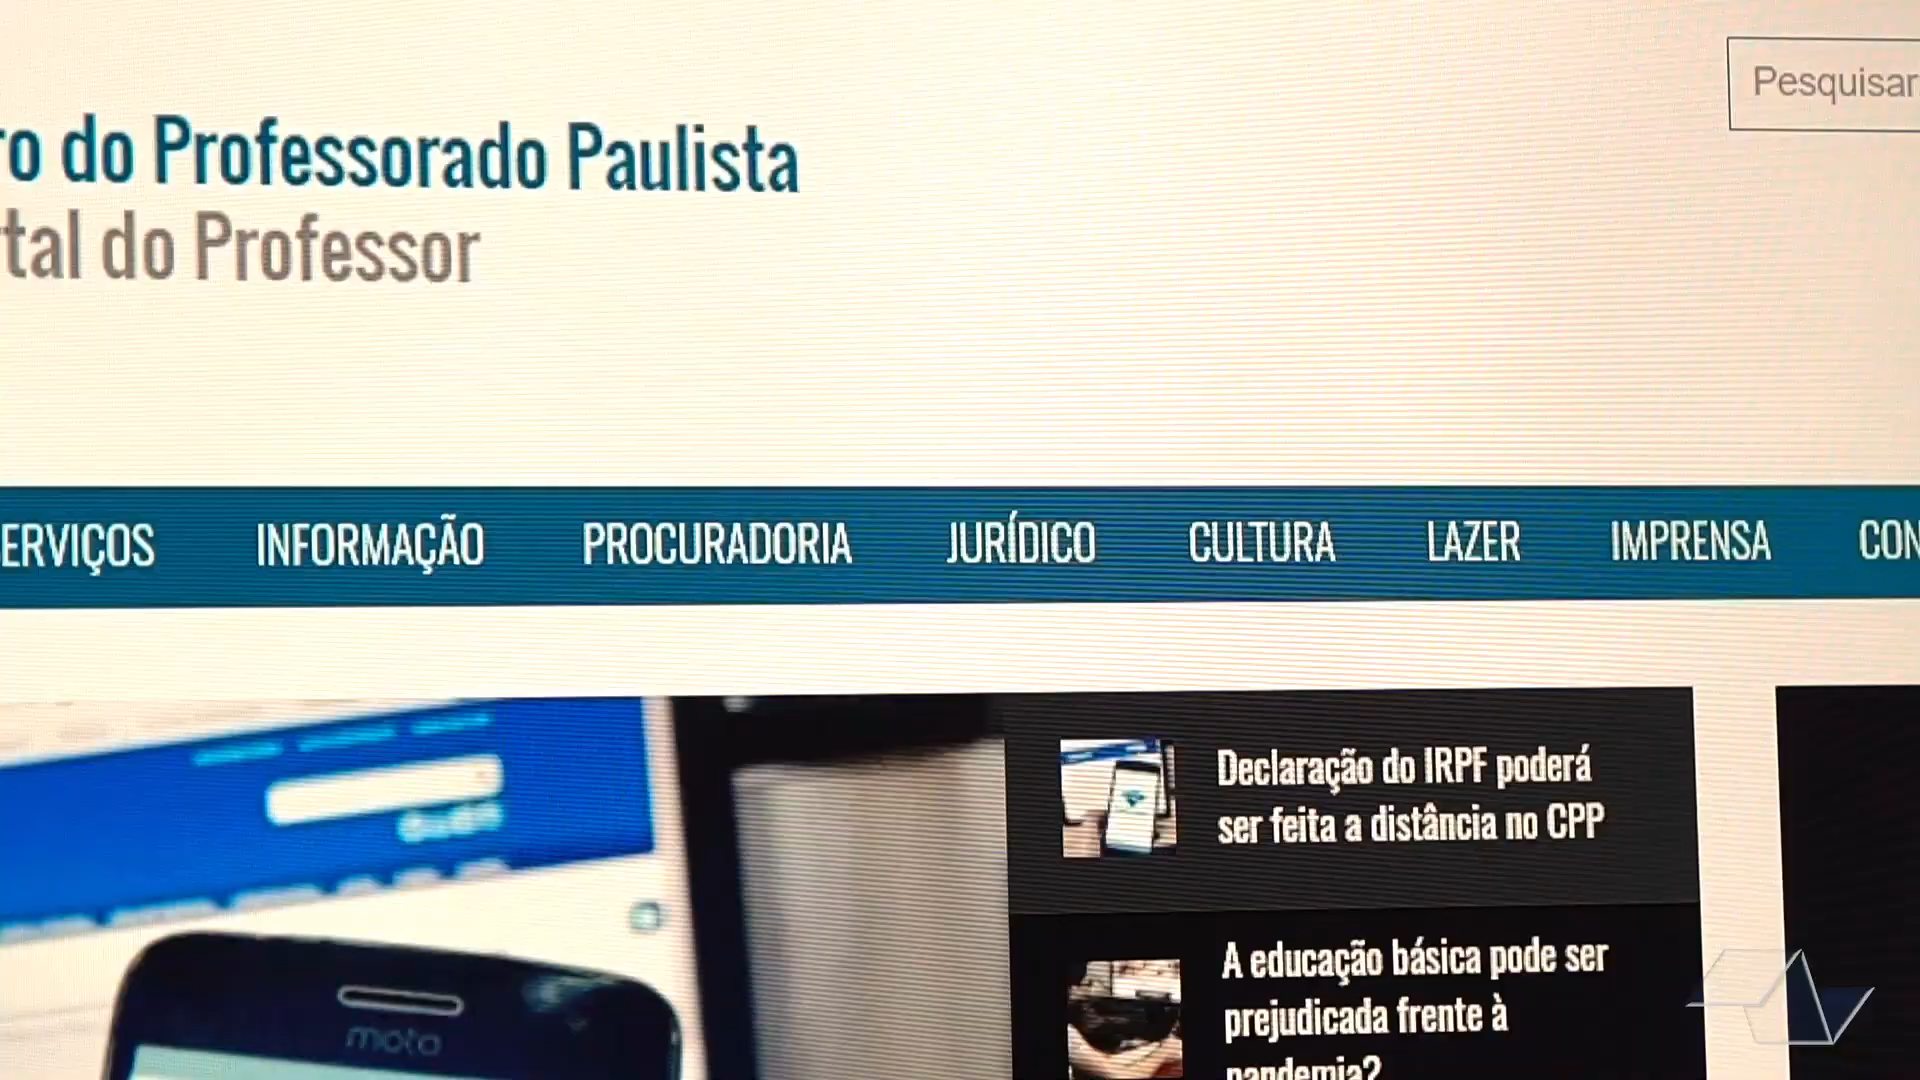 ro do Professorado Paulista
tal do Professor
Pesquisar
ERVIÇOS INFORMAÇÃO PROCURADORIA JURÍDICO CULTURA LAZER IMPRENSA CON
Declaração do IRPF poderá
ser feita a distância no CPP
A educação básica pode ser
prejudicada frente à
pandemia?
moto